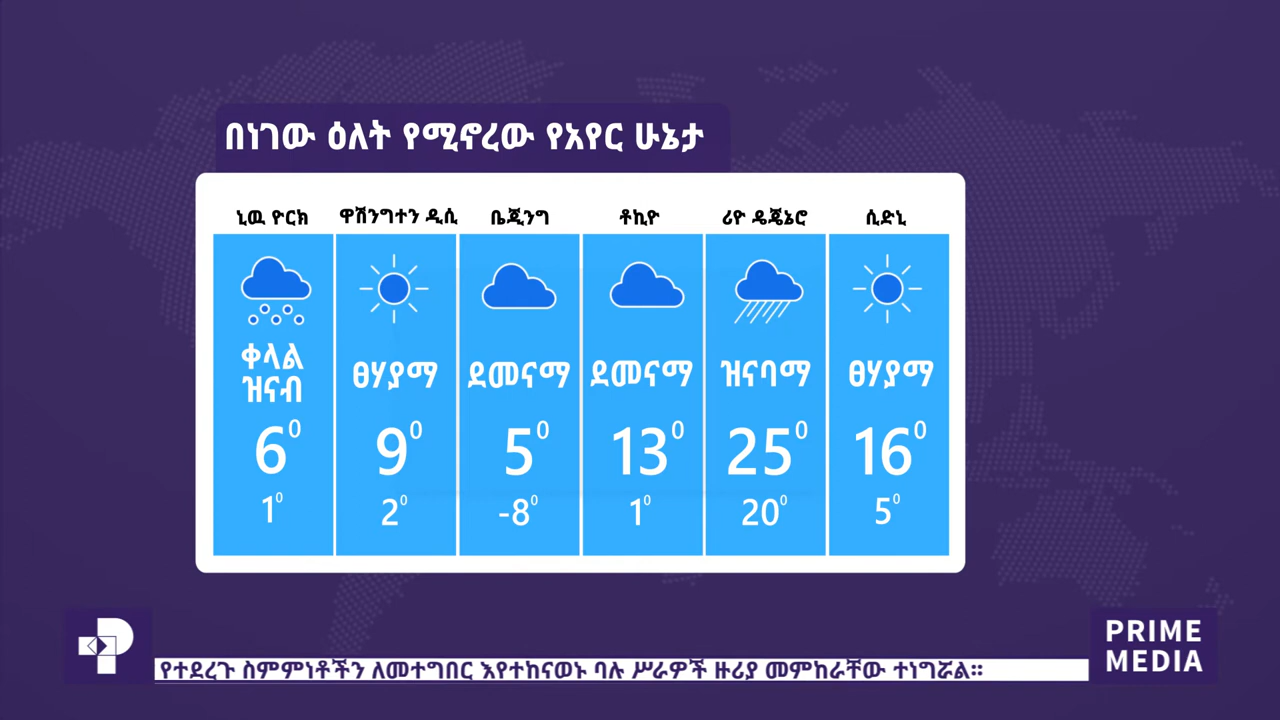 በነገው ዕለት የሚኖረው የአየር ሁኔታ
ኒዉ ዮርክ
ዋሽንግተን ዲሲ
ቤጂንግ
ቶኪዮ
ሪዮ ዴጄኔሮ
ሲድኒ
ቀላል
ዝናብ
ፀሃያማ
ደመናማ
ደመናማ
ዝናባማ
ፀሃያማ
6⁰
9⁰
5⁰
13⁰
25⁰
16⁰
1⁰
2⁰
-8⁰
1⁰
20⁰
5⁰
PRIME
MEDIA
የተደረጉ ስምምነቶችን ለመተግበር እየተከናወኑ ባሉ ሥራዎች ዙሪያ መምከራቸው ተነግሯል።